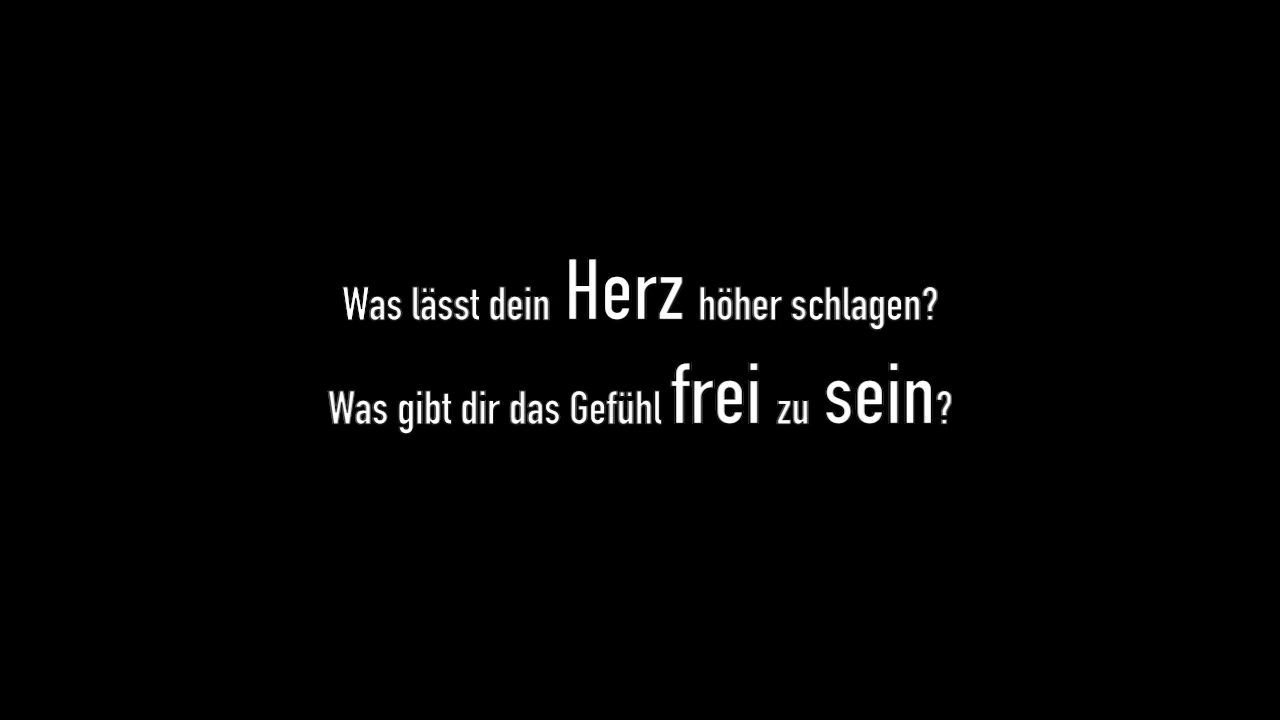 Was lässt dein Herz höher schlagen?
Was gibt dir das Gefühl frei zu sein?